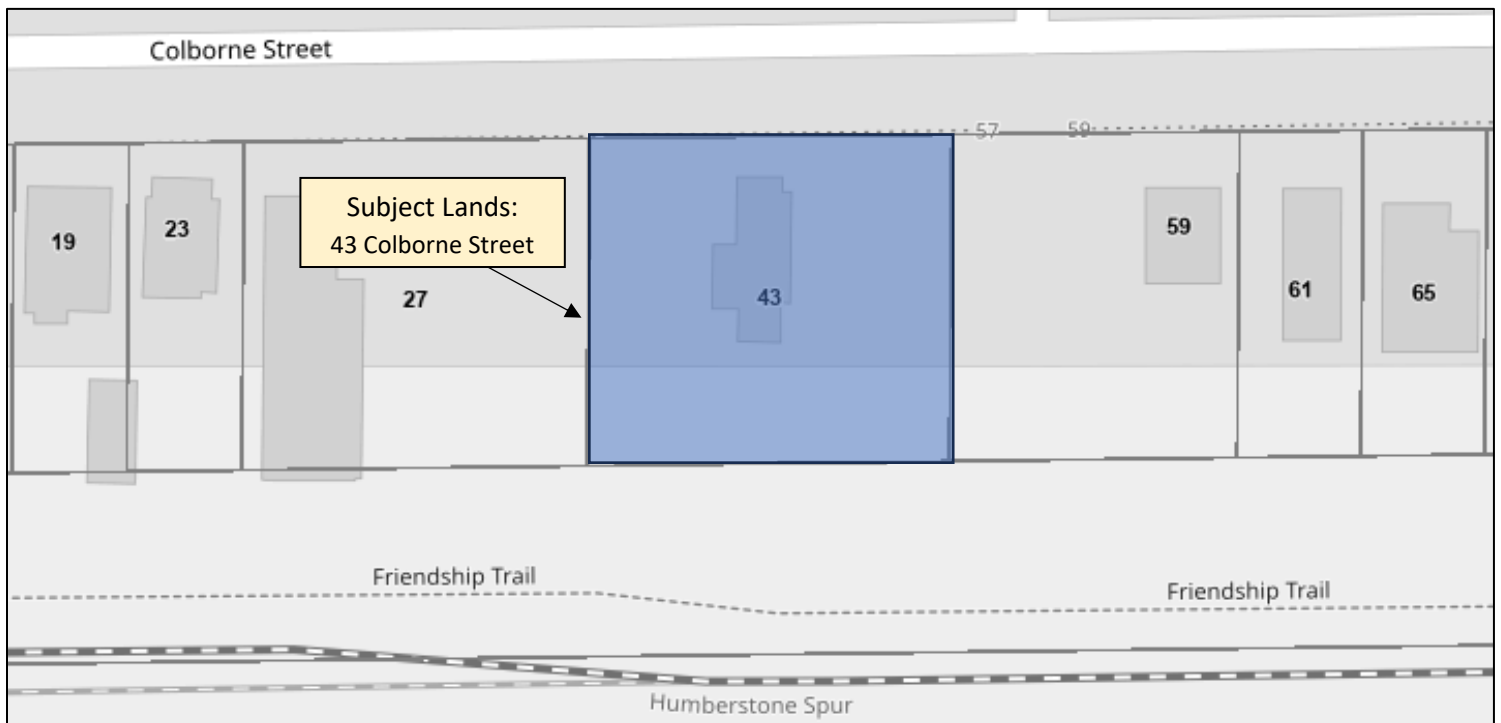 Colborne Street
57
59
Subject Lands:
43 Colborne Street
19
23
27
43
59
61
65
Friendship Trail
Friendship Trail
Humberstone Spur